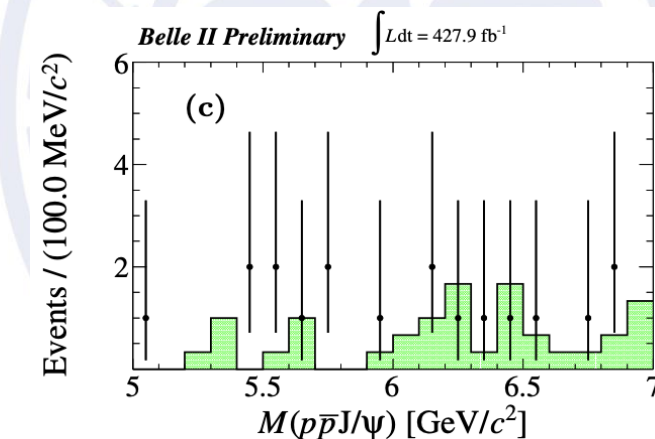 Belle II Preliminary ∫Ldt = 427.9 fb⁻¹
(c)
Events / (100.0 MeV/c²)
6
4
2
5 5.5 6 6.5 7
M(pp̅J/ψ) [GeV/c²]